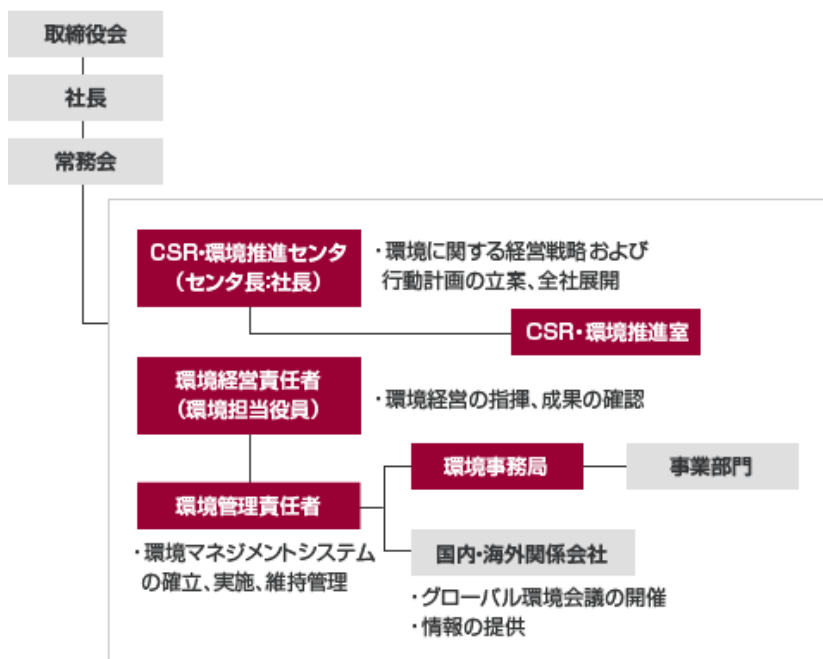 取締役会
社長
常務会
CSR・環境推進センタ
（センタ長:社長）
・環境に関する経営戦略および
行動計画の立案、全社展開
CSR・環境推進室
環境経営責任者
（環境担当役員）
・環境経営の指揮、成果の確認
環境事務局
事業部門
環境管理責任者
・環境マネジメントシステム
の確立、実施、維持管理
国内・海外関係会社
・グローバル環境会議の開催
・情報の提供